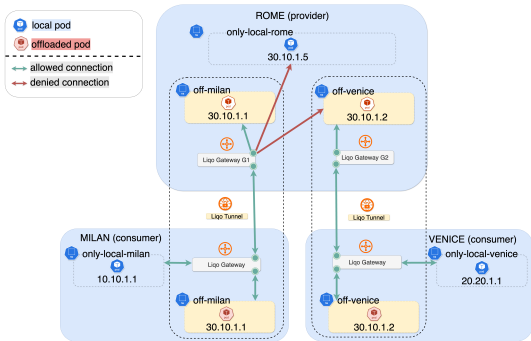 local pod
offloaded pod
allowed connection
denied connection
ROME (provider)
only-local-rome
30.10.1.5
off-milan
30.10.1.1
off-venice
30.10.1.2
Liqo Gateway G1
Liqo Gateway G2
Liqo Tunnel
Liqo Tunnel
MILAN (consumer)
only-local-milan
10.10.1.1
Liqo Gateway
off-milan
30.10.1.1
VENICE (consumer)
only-local-venice
20.20.1.1
Liqo Gateway
off-venice
30.10.1.2